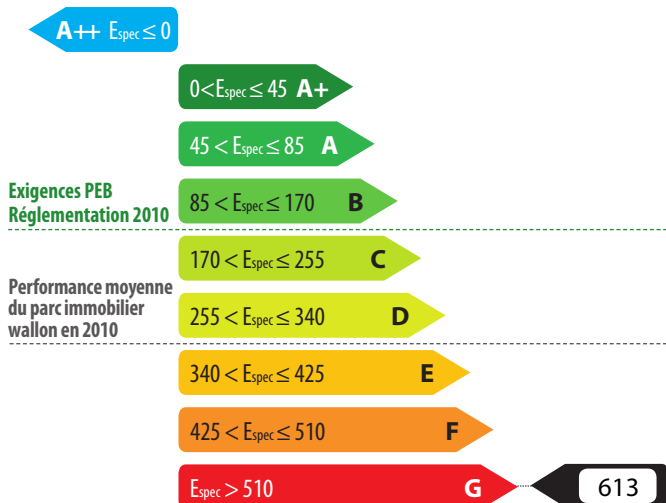 A++ Espec ≤ 0
0 < Espec ≤ 45 A+
45 < Espec ≤ 85 A
Exigences PEB
Réglementation 2010
85 < Espec ≤ 170 B
170 < Espec ≤ 255 C
Performance moyenne
du parc immobilier
wallon en 2010
255 < Espec ≤ 340 D
340 < Espec ≤ 425 E
425 < Espec ≤ 510 F
Espec > 510 G 613